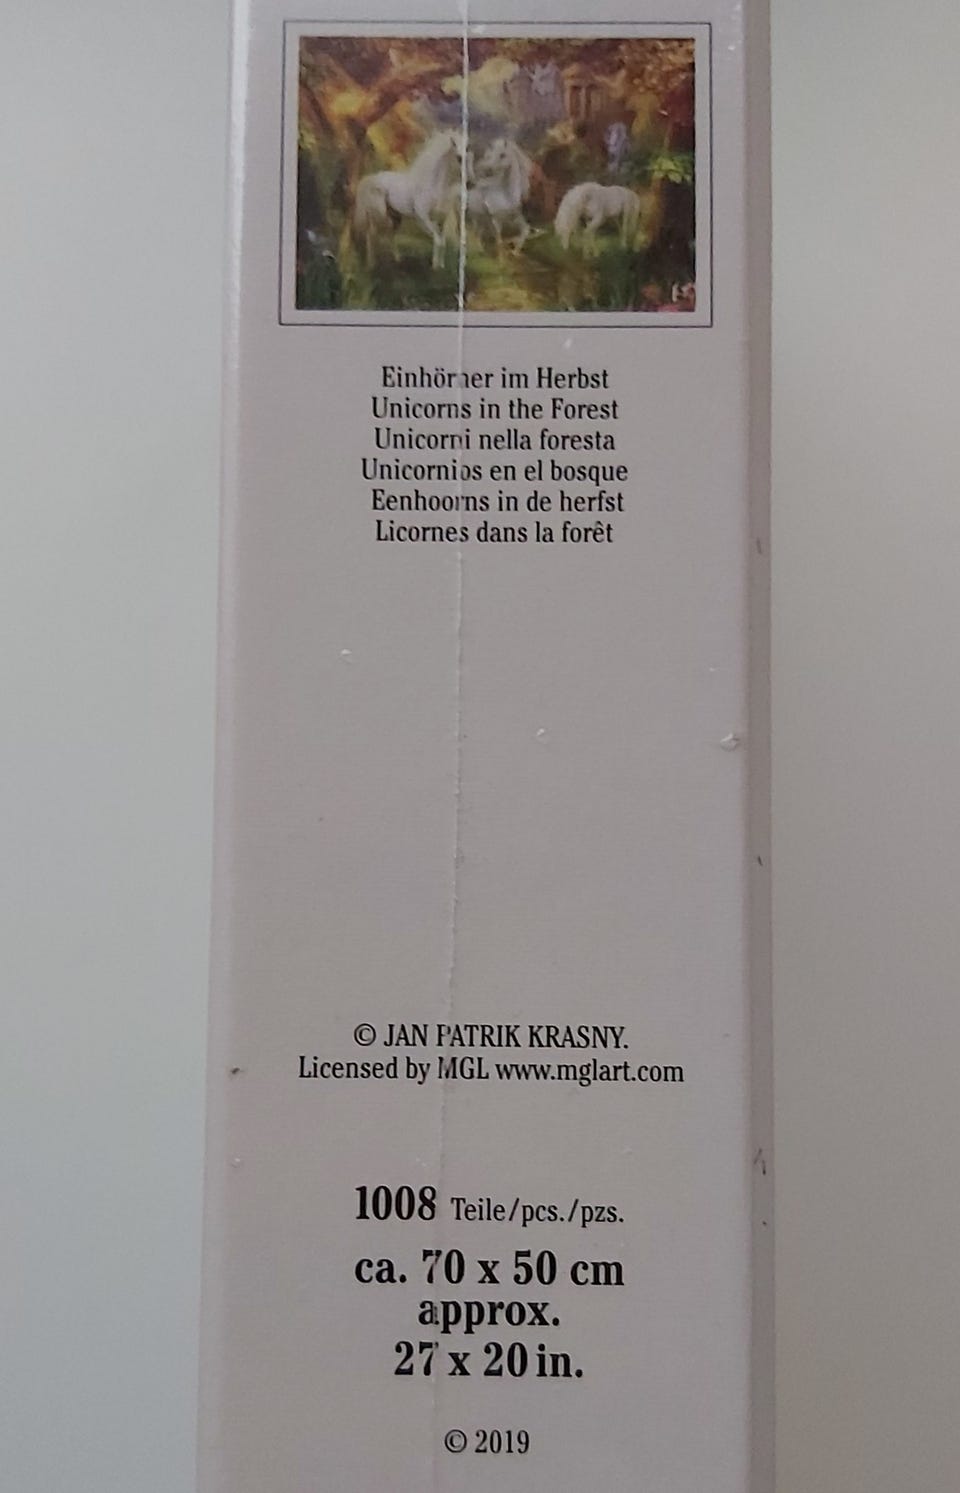 Einhörner im Herbst
Unicorns in the Forest
Unicorni nella foresta
Unicornios en el bosque
Eenhoorns in de herfst
Licornes dans la forêt
© JAN PATRIK KRASNY.
Licensed by MGL www.mglart.com
1008 Teile/pcs./pzs.
ca. 70 x 50 cm
approx.
27 x 20 in.
© 2019